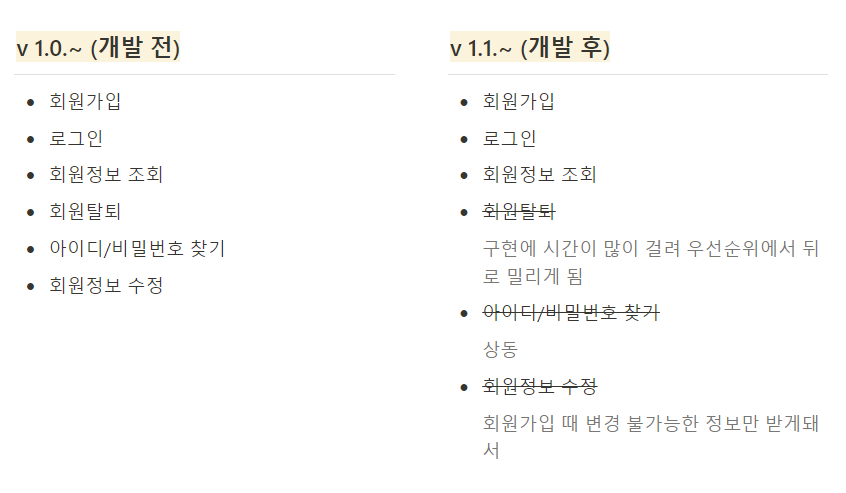 v 1.0.~ (개발 전)
회원가입
로그인
회원정보 조회
회원탈퇴
아이디/비밀번호 찾기
회원정보 수정
v 1.1.~ (개발 후)
회원가입
로그인
회원정보 조회
회원탈퇴
구현에 시간이 많이 걸려 우선순위에서 뒤
로 밀리게 됨
아이디/비밀번호 찾기
상동
회원정보 수정
회원가입 때 변경 불가능한 정보만 받게돼
서